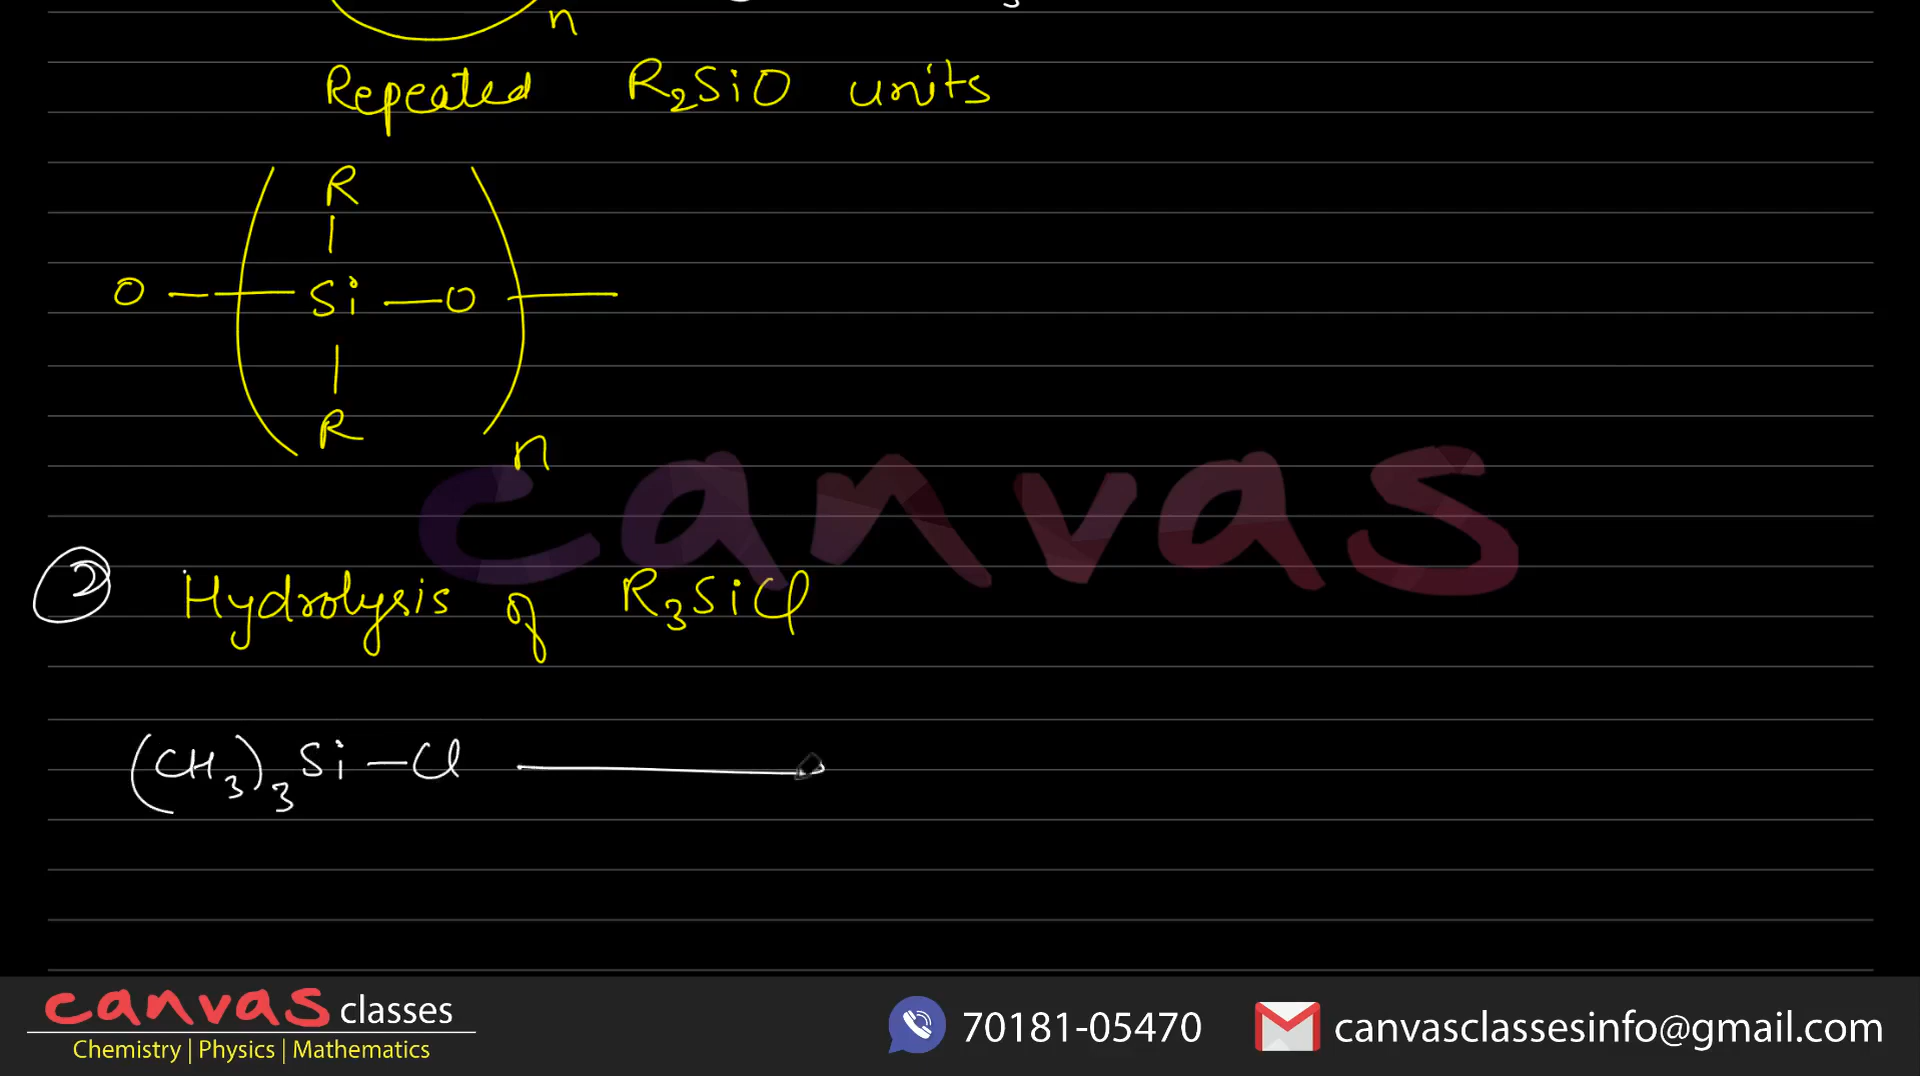 n
Repeated R2SiO units
R
|
O — Si — O —
|
R
n
canvas
② Hydrolysis of R3SiCl
(CH3)3Si — Cl
canvas classes
Chemistry | Physics | Mathematics
70181-05470
canvasclassesinfo@gmail.com